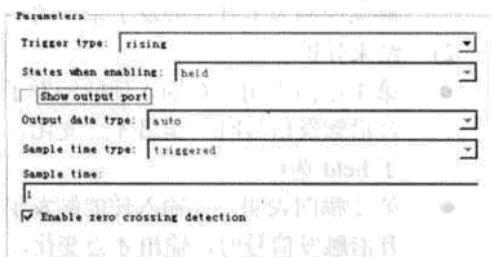 Parameters
Trigger type: rising
States when enabling: held
Show output port
Output data type: auto
Sample time type: triggered
Sample time:
1
Enable zero crossing detection